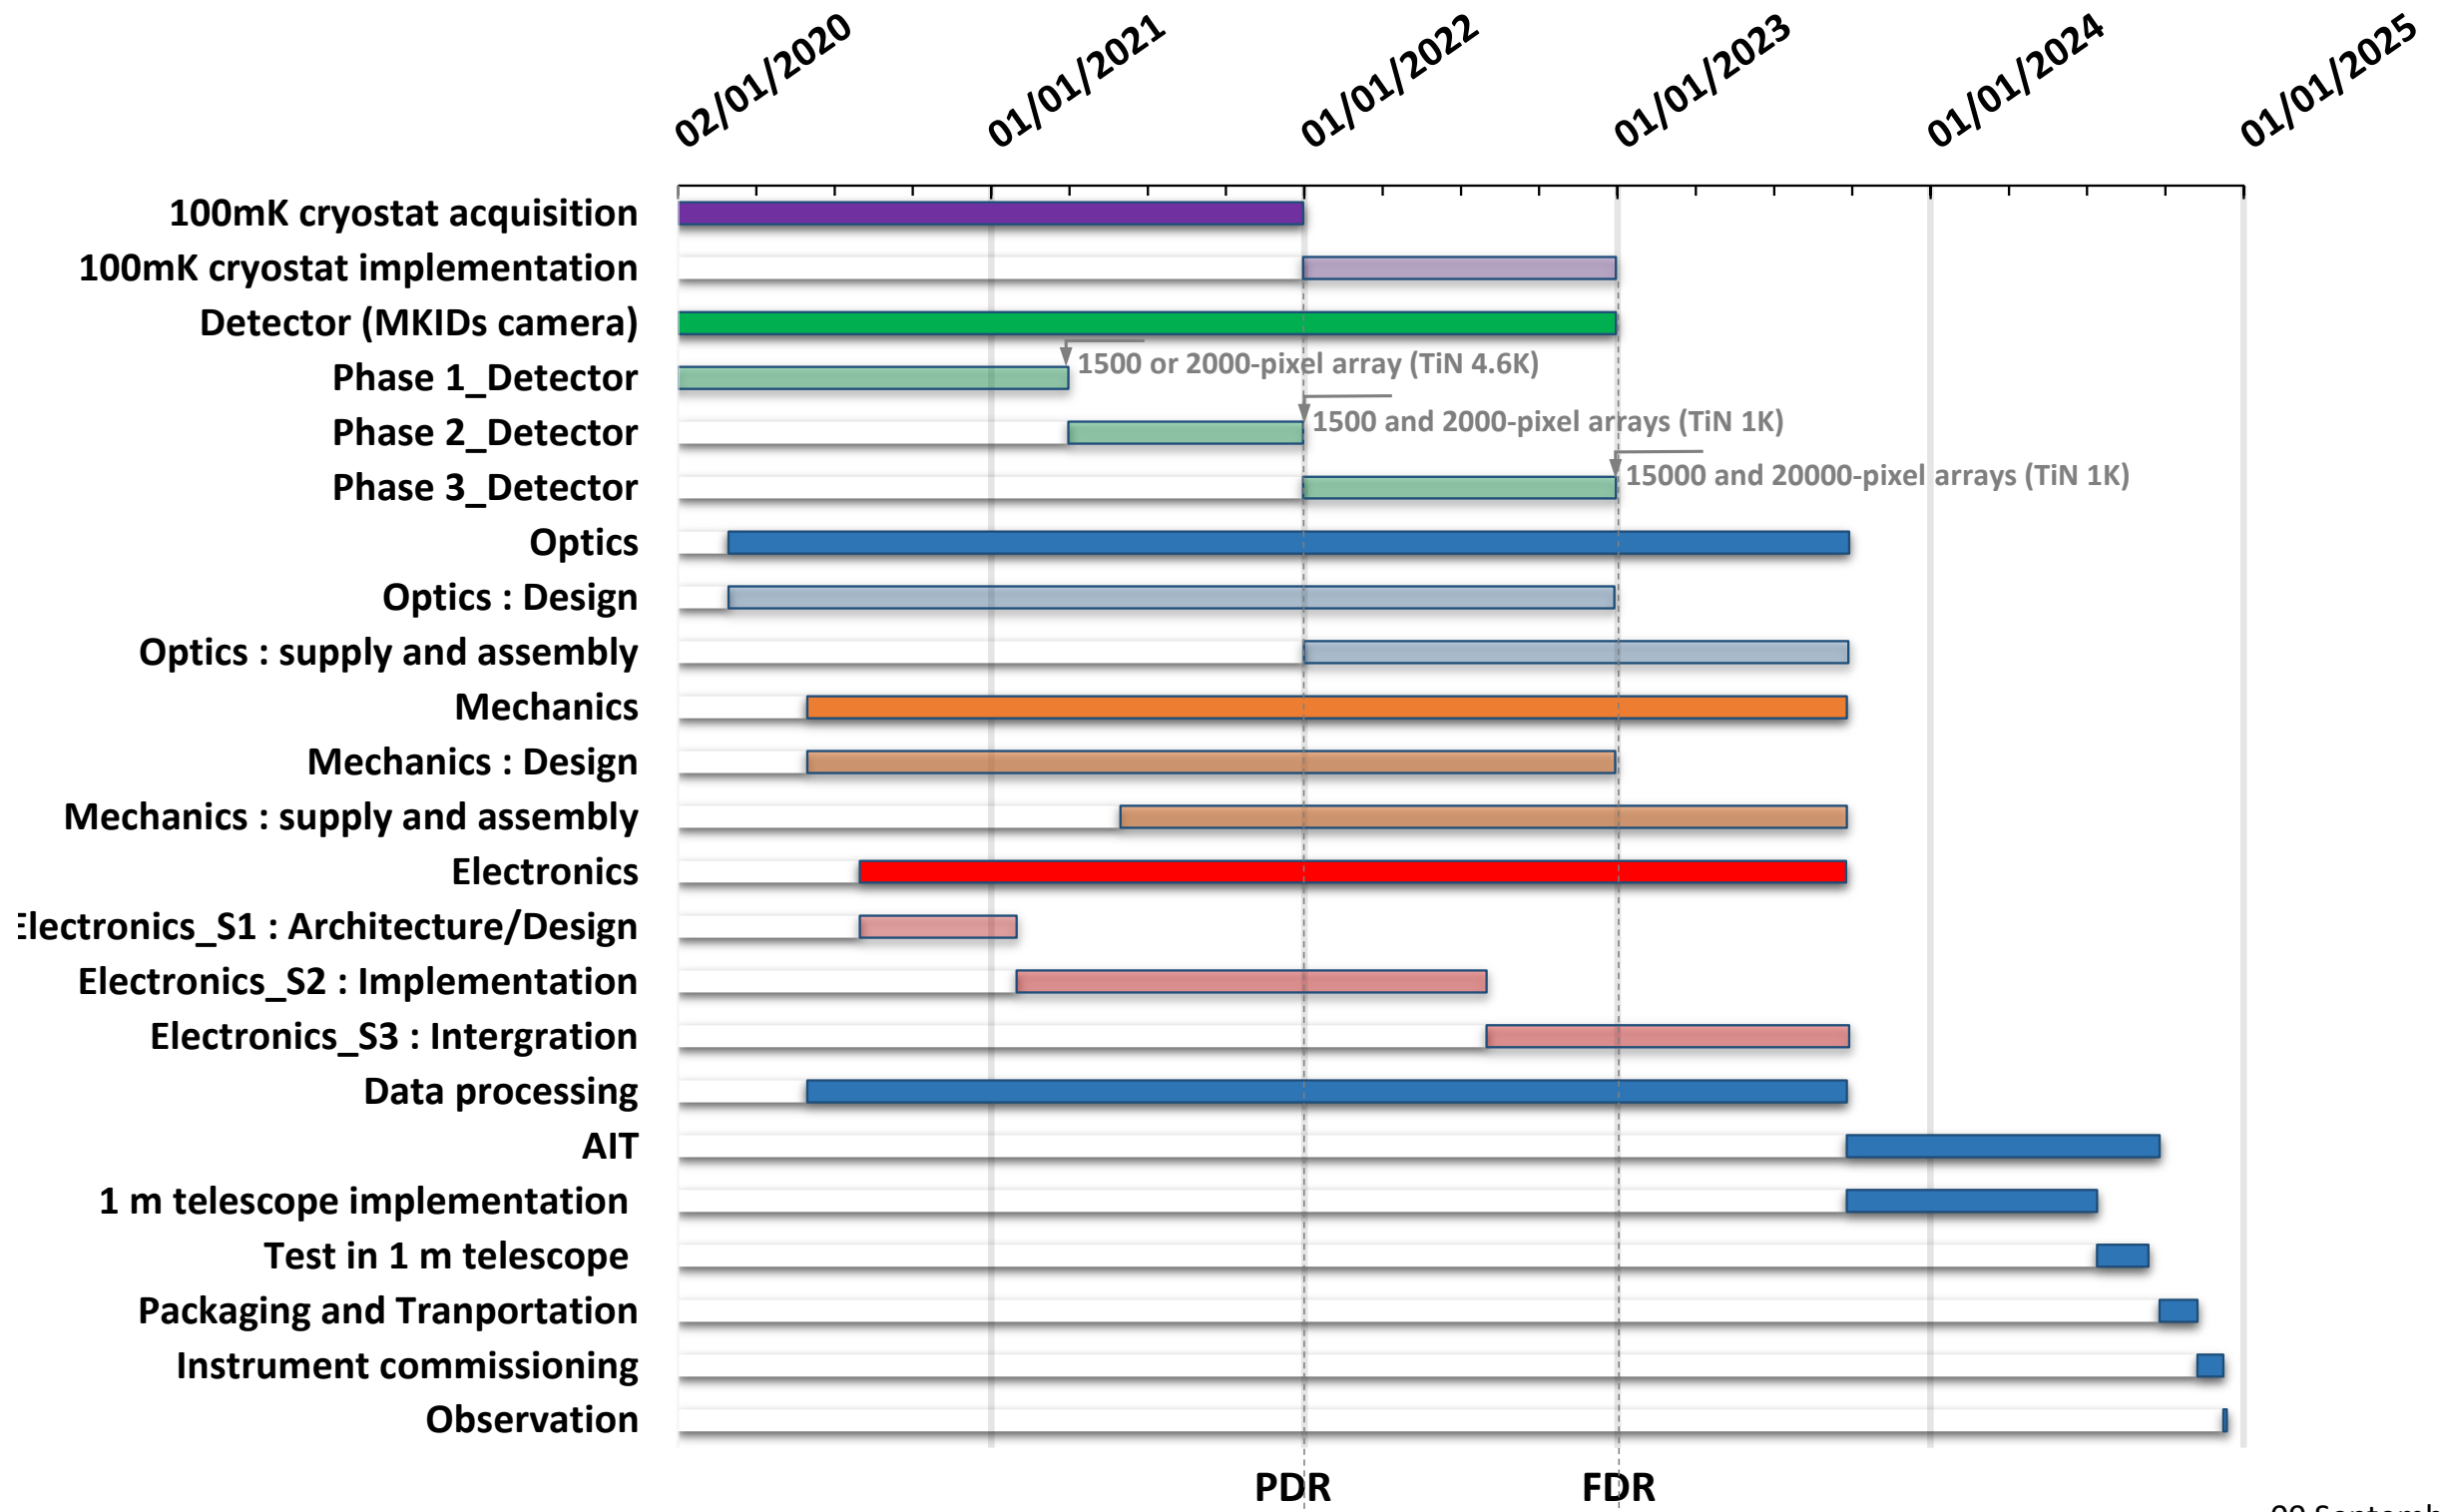 02/01/2020
01/01/2021
01/01/2022
01/01/2023
01/01/2024
01/01/2025
100mK cryostat acquisition
100mK cryostat implementation
Detector (MKIDs camera)
Phase 1_Detector
1500 or 2000-pixel array (TiN 4.6K)
Phase 2_Detector
1500 and 2000-pixel arrays (TiN 1K)
Phase 3_Detector
15000 and 20000-pixel arrays (TiN 1K)
Optics
Optics : Design
Optics : supply and assembly
Mechanics
Mechanics : Design
Mechanics : supply and assembly
Electronics
Electronics_S1 : Architecture/Design
Electronics_S2 : Implementation
Electronics_S3 : Intergration
Data processing
AIT
1 m telescope implementation
Test in 1 m telescope
Packaging and Tranportation
Instrument commissioning
Observation
PDR
FDR